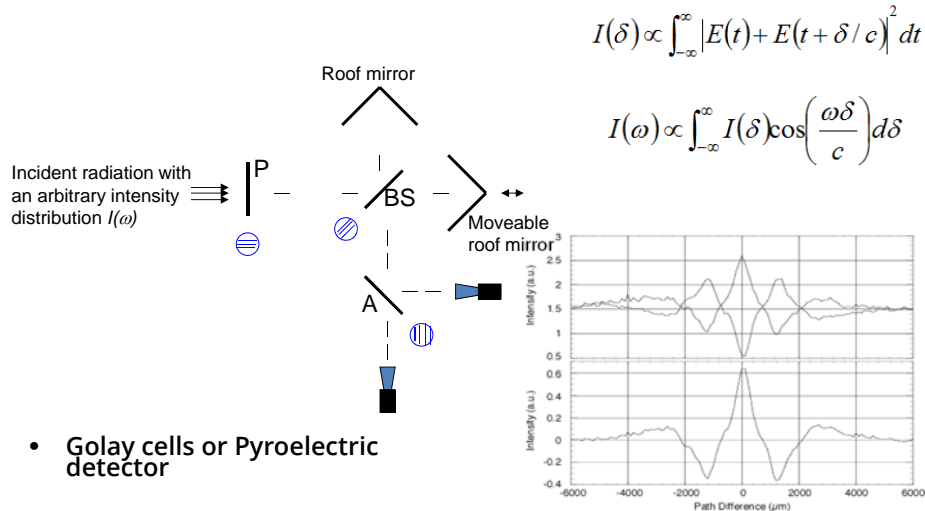 I(δ) ∝ ∫_{-∞}^{∞} |E(t) + E(t + δ / c)|² dt
I(ω) ∝ ∫_{-∞}^{∞} I(δ)cos(ωδ/c) dδ
Roof mirror
Incident radiation with
an arbitrary intensity
distribution I(ω)
P
BS
Moveable
roof mirror
A
• Golay cells or Pyroelectric
detector
Intensity (a.u.)
3
2.5
2
1.5
1
0.5
Intensity (a.u.)
0.6
0.4
0.2
0
-0.2
-0.4
-6000 -4000 -2000 0 2000 4000 6000
Path Difference (μm)